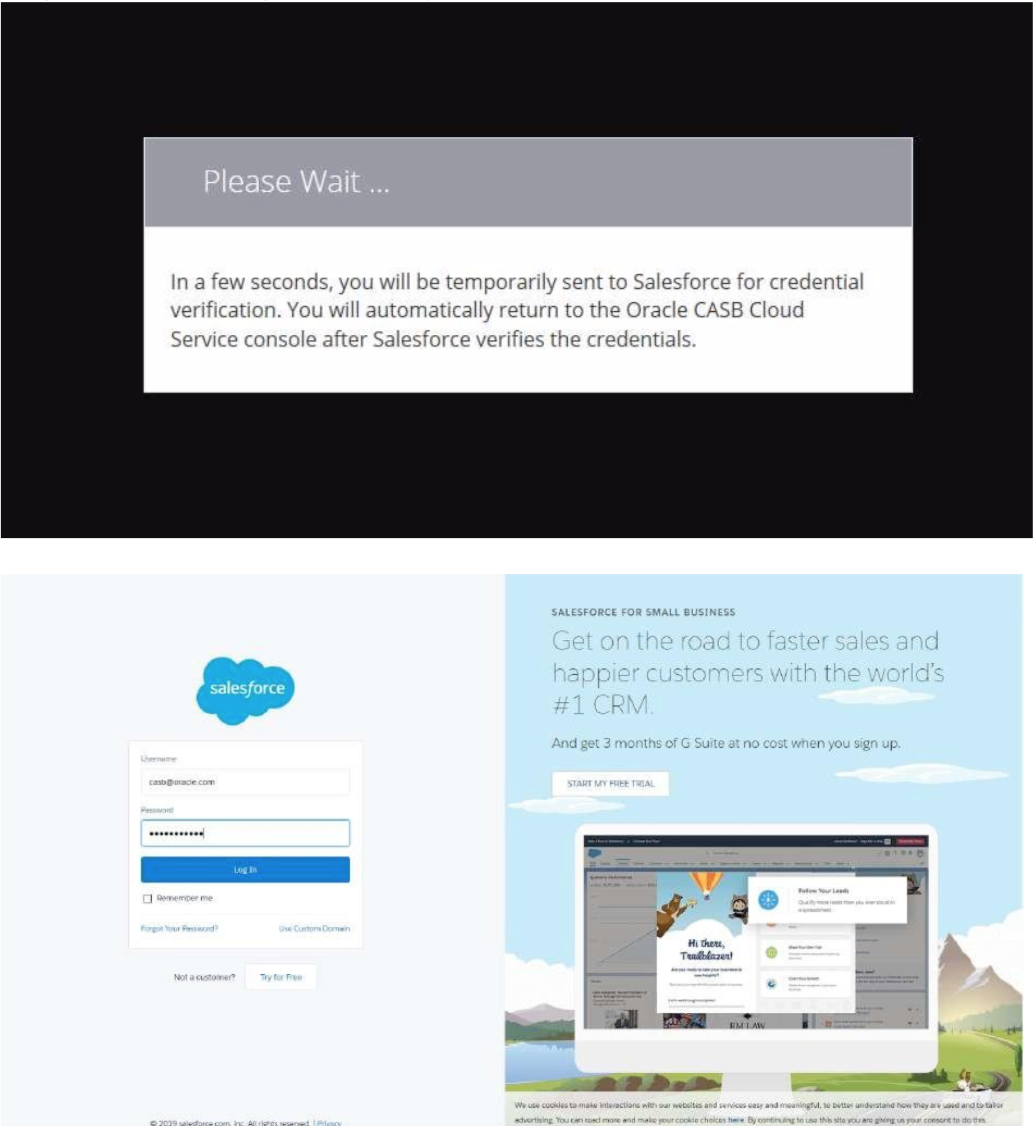 Please Wait ...
In a few seconds, you will be temporarily sent to Salesforce for credential
verification. You will automatically return to the Oracle CASB Cloud
Service console after Salesforce verifies the credentials.
salesforce
Username
casb@oracle.com
Password
Log In
Remember me
Forgot Your Password?
Use Custom Domain
Not a customer?
Try for Free
© 2019 salesforce.com, inc. All rights reserved. | Privacy
SALESFORCE FOR SMALL BUSINESS
Get on the road to faster sales and
happier customers with the world's
#1 CRM.
And get 3 months of G Suite at no cost when you sign up.
START MY FREE TRIAL
Follow Your Leads
Hi there,
Trailblazer!
We use cookies to make interactions with our websites and services easy and meaningful, to better understand how they are used and to tailor
advertising. You can read more and make your cookie choices here. By continuing to use this site you are giving us your consent to do this.